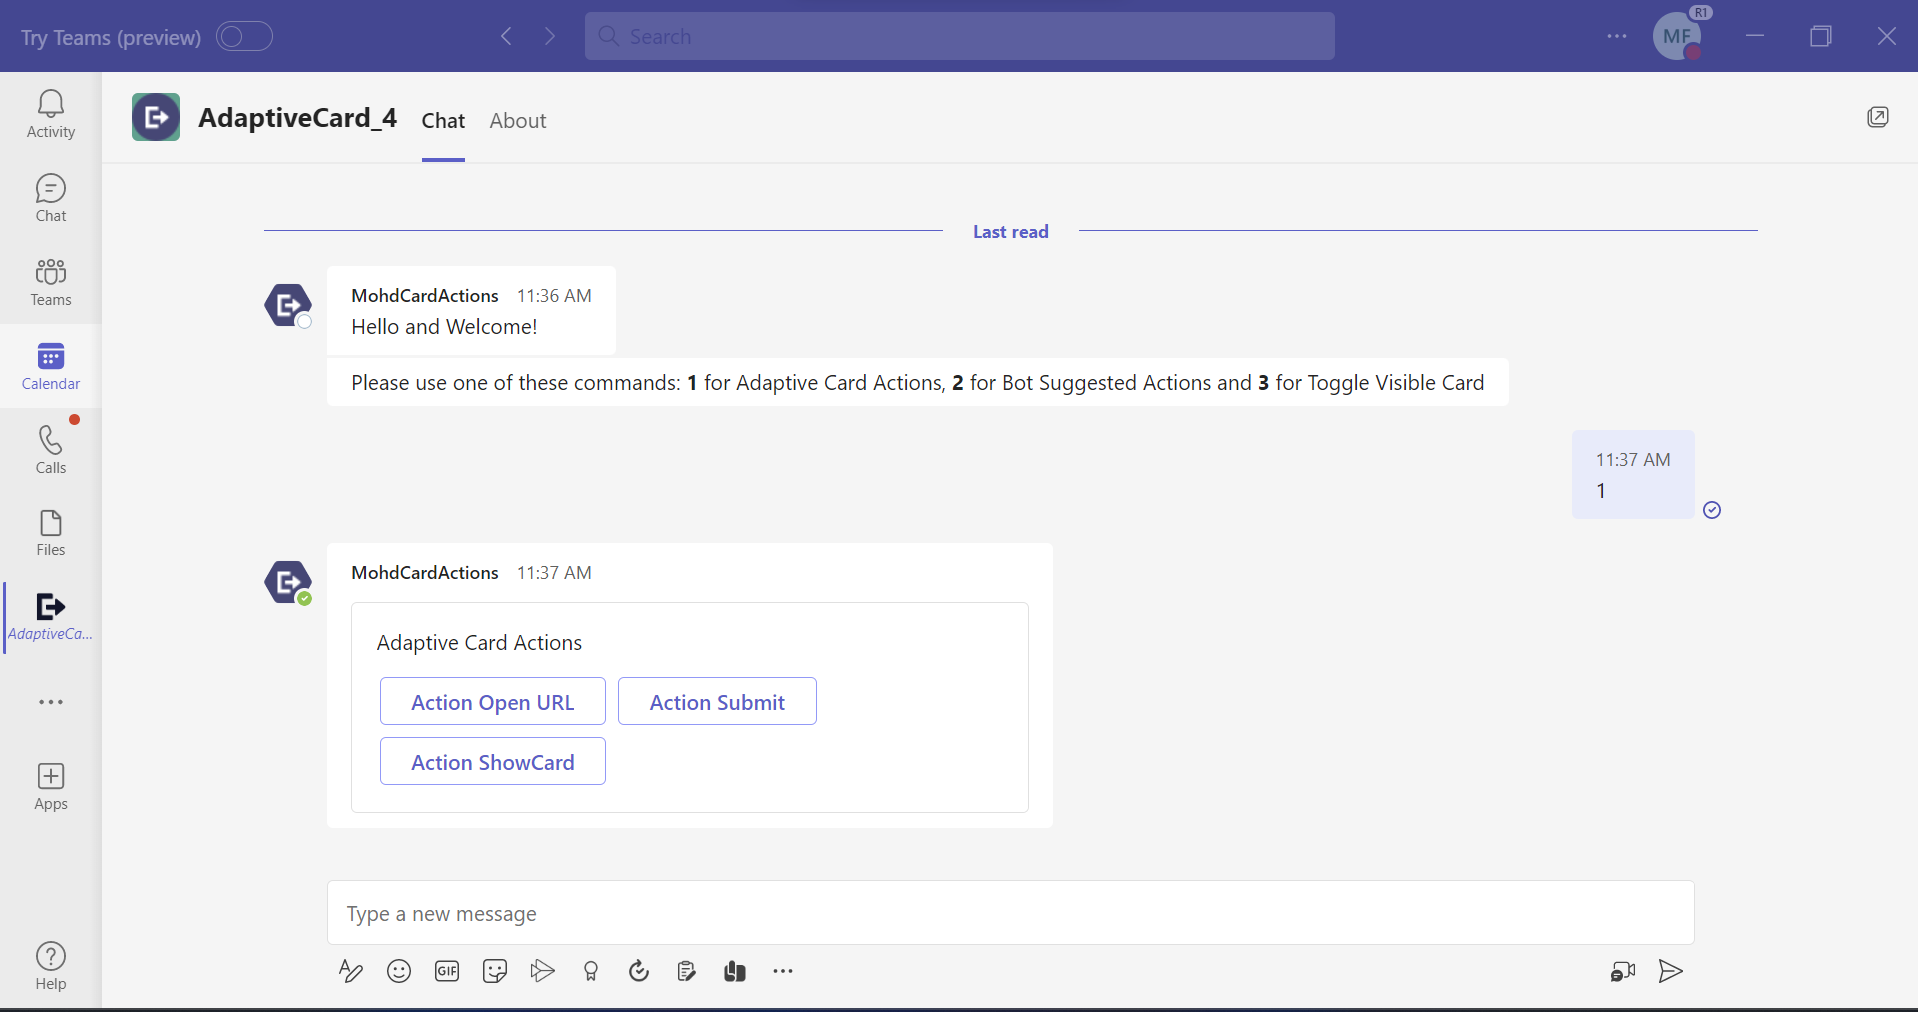 Try Teams (preview)
Search
R1
MF
Activity
Chat
Teams
Calendar
Calls
Files
AdaptiveCa...
Apps
Help
AdaptiveCard_4 Chat About
Last read
MohdCardActions 11:36 AM
Hello and Welcome!
Please use one of these commands: 1 for Adaptive Card Actions, 2 for Bot Suggested Actions and 3 for Toggle Visible Card
11:37 AM
1
MohdCardActions 11:37 AM
Adaptive Card Actions
Action Open URL Action Submit
Action ShowCard
Type a new message
GIF